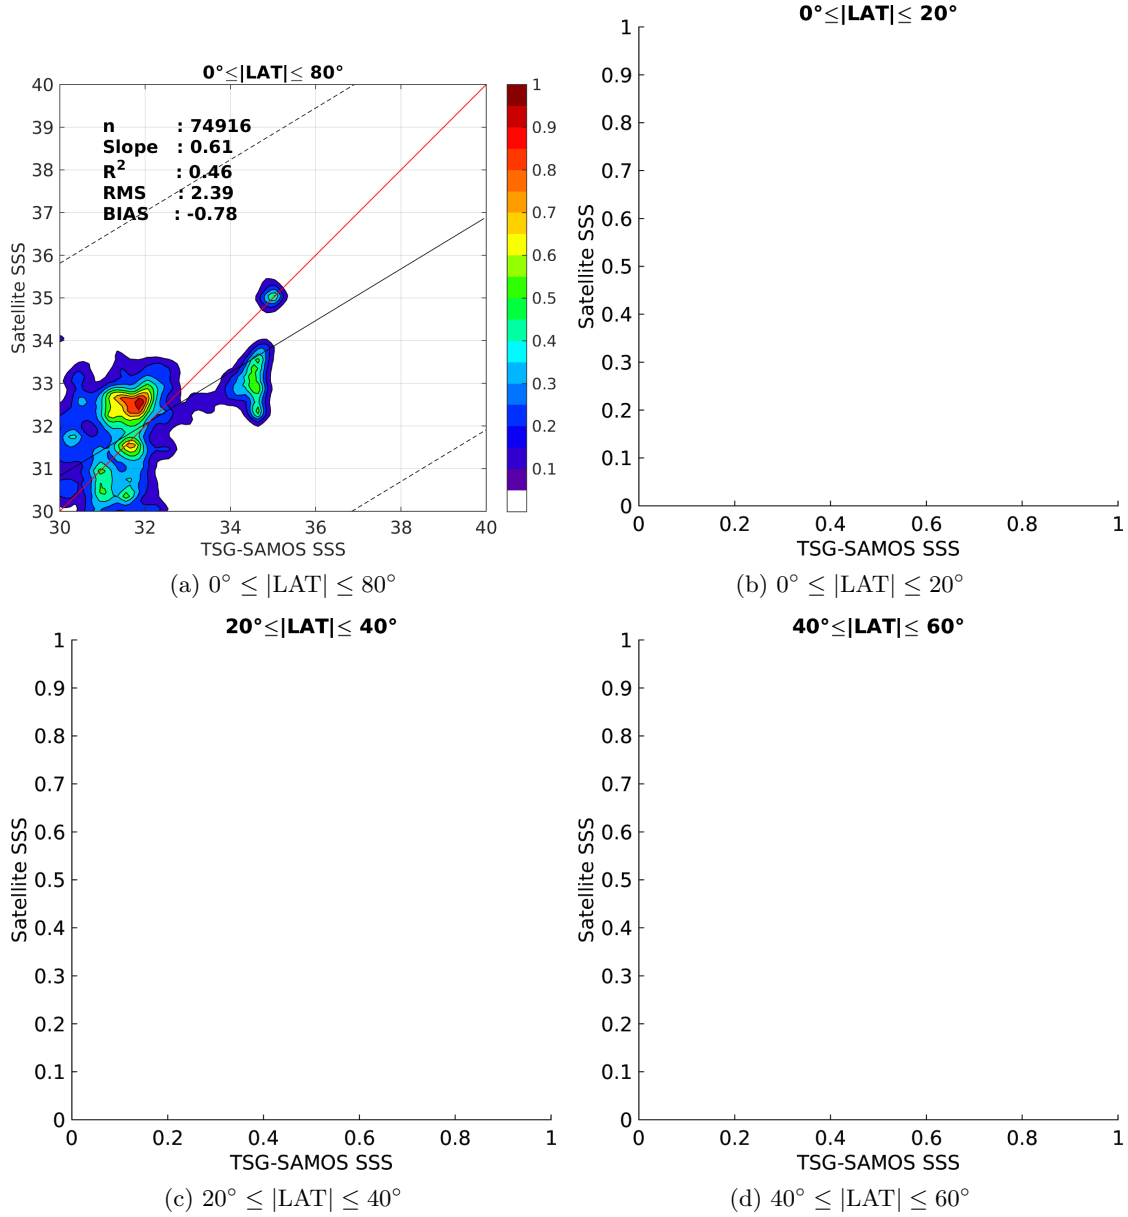 0°≤|LAT|≤ 80°
40
39
38
37
36
35
34
33
32
31
30
n : 74916
Slope : 0.61
R² : 0.46
RMS : 2.39
BIAS : -0.78
Satellite SSS
30 32 34 36 38 40
TSG-SAMOS SSS
1
0.9
0.8
0.7
0.6
0.5
0.4
0.3
0.2
0.1
(a) 0° ≤ |LAT| ≤ 80°
0°≤|LAT|≤ 20°
1
0.9
0.8
0.7
0.6
0.5
0.4
0.3
0.2
0.1
0
Satellite SSS
0 0.2 0.4 0.6 0.8 1
TSG-SAMOS SSS
(b) 0° ≤ |LAT| ≤ 20°
20°≤|LAT|≤ 40°
1
0.9
0.8
0.7
0.6
0.5
0.4
0.3
0.2
0.1
0
Satellite SSS
0 0.2 0.4 0.6 0.8 1
TSG-SAMOS SSS
(c) 20° ≤ |LAT| ≤ 40°
40°≤|LAT|≤ 60°
1
0.9
0.8
0.7
0.6
0.5
0.4
0.3
0.2
0.1
0
Satellite SSS
0 0.2 0.4 0.6 0.8 1
TSG-SAMOS SSS
(d) 40° ≤ |LAT| ≤ 60°